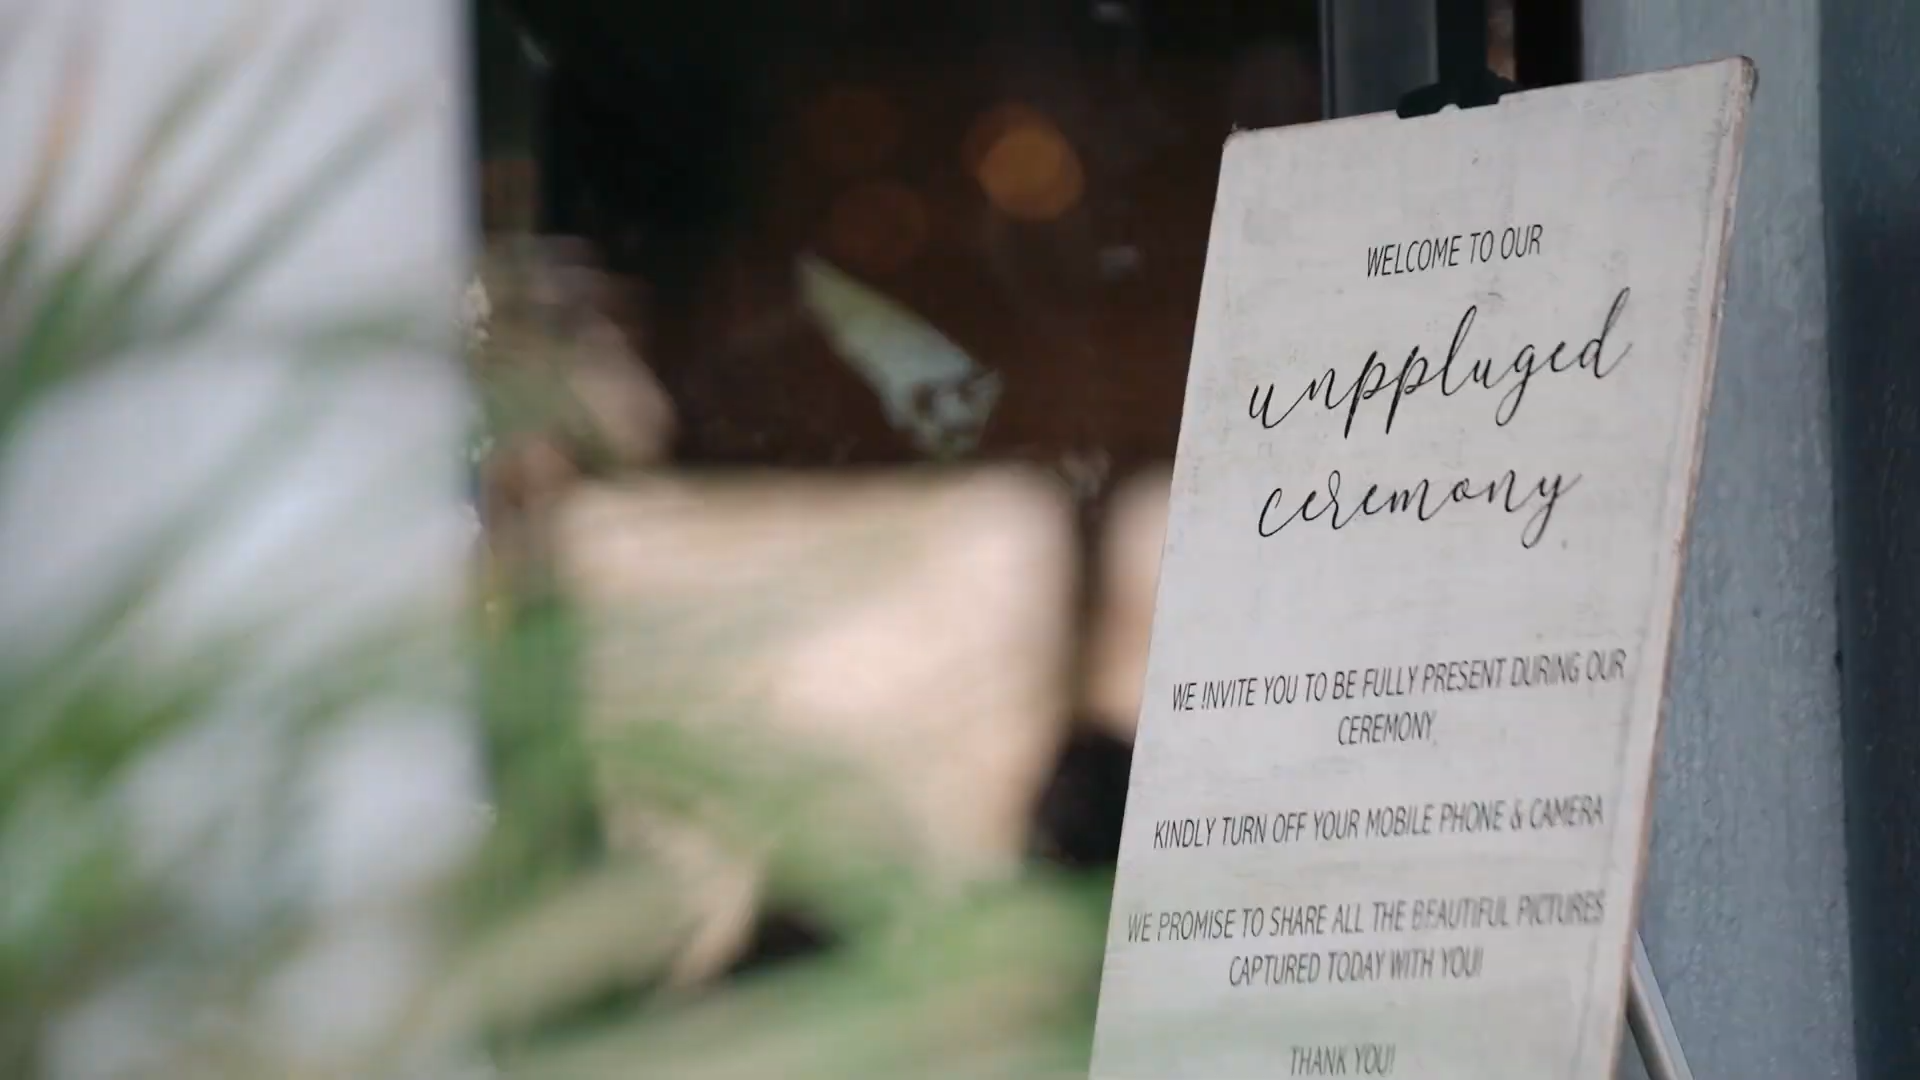 WELCOME TO OUR
unppluged
ceremony
WE INVITE YOU TO BE FULLY PRESENT DURING OUR
CEREMONY
KINDLY TURN OFF YOUR MOBILE PHONE & CAMERA
WE PROMISE TO SHARE ALL THE BEAUTIFUL PICTURES
CAPTURED TODAY WITH YOU!
THANK YOU!